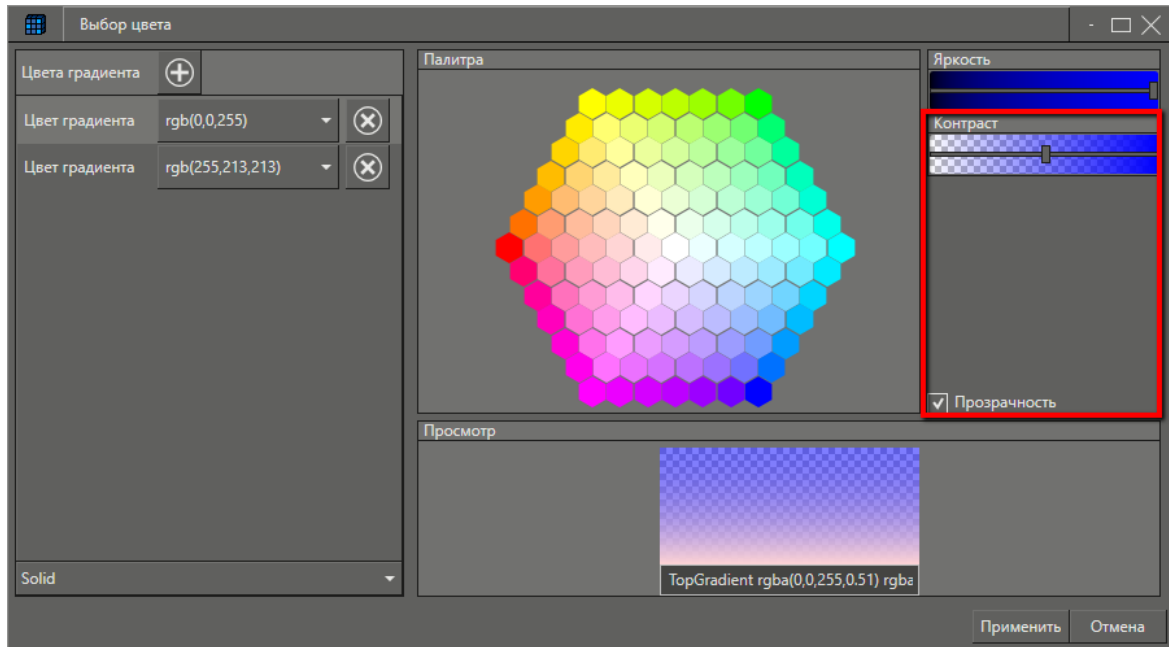 Выбор цвета
Цвета градиента
Цвет градиента rgb(0,0,255)
Цвет градиента rgb(255,213,213)
Solid
Палитра
Яркость
Контраст
Прозрачность
Просмотр
TopGradient rgba(0,0,255,0.51) rgba
Применить Отмена